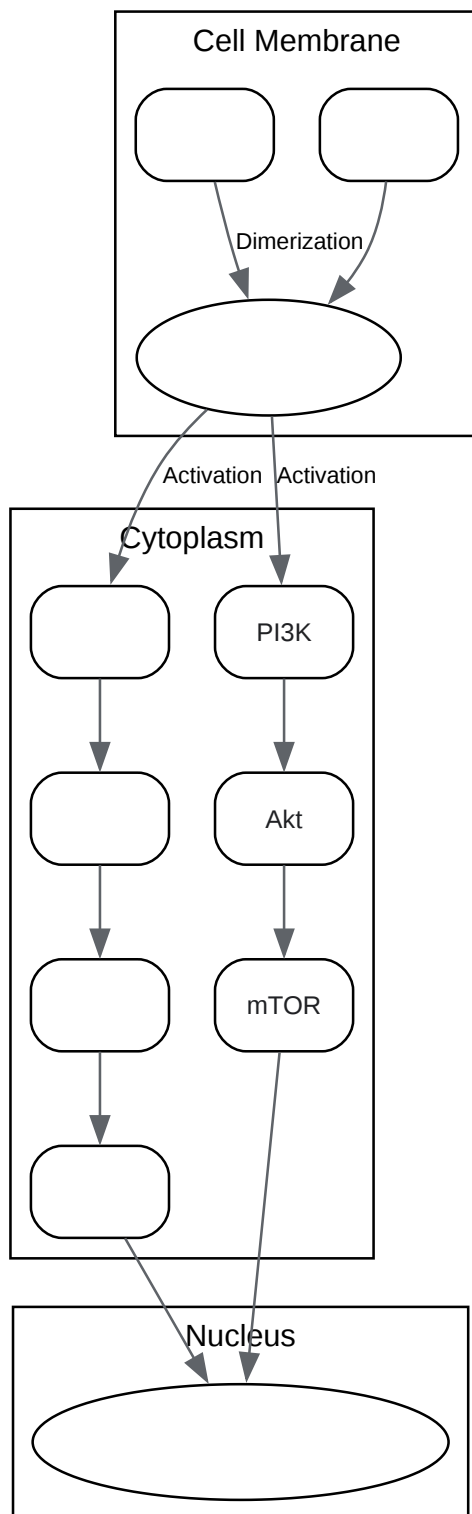 Cell Membrane
Dimerization
Activation
Activation
Cytoplasm
PI3K
Akt
mTOR
Nucleus